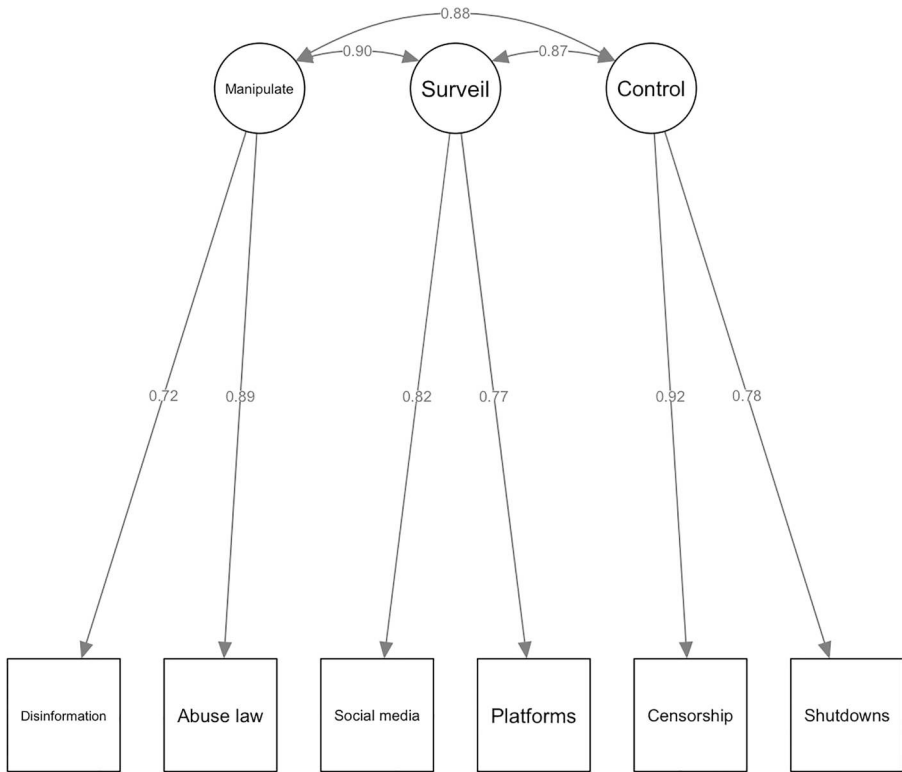 0.88
0.90
0.87
Manipulate
Surveil
Control
0.72
0.89
0.82
0.77
0.92
0.78
Disinformation
Abuse law
Social media
Platforms
Censorship
Shutdowns